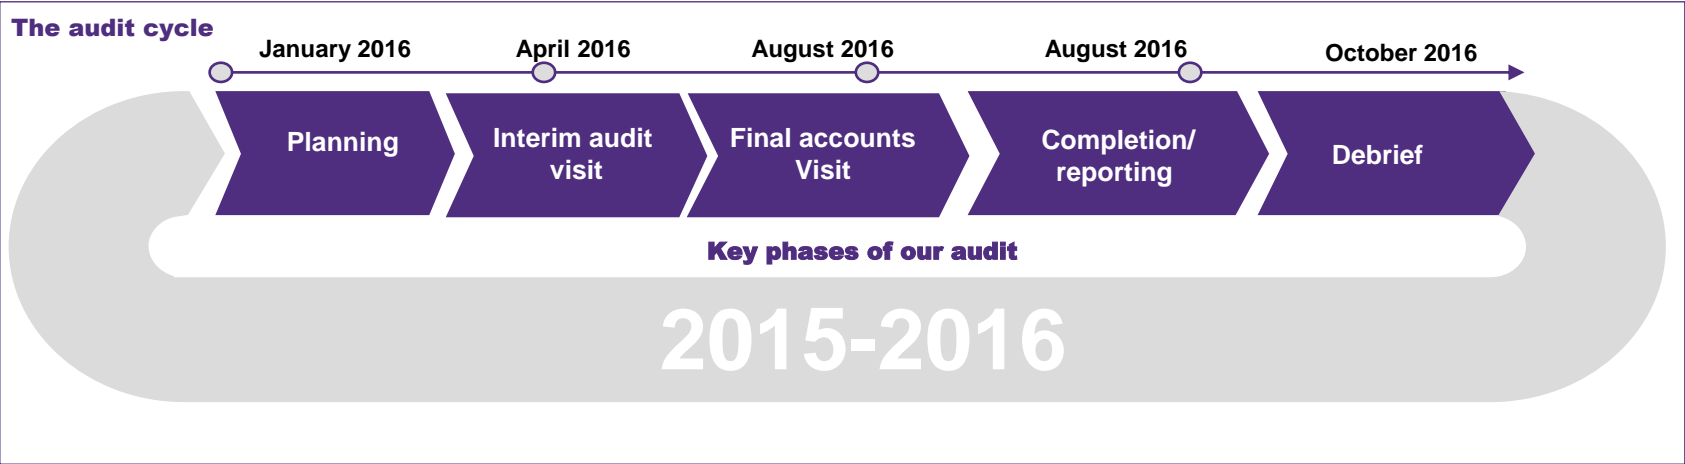 The audit cycle
January 2016
April 2016
August 2016
August 2016
October 2016
Planning
Interim audit
visit
Final accounts
Visit
Completion/
reporting
Debrief
Key phases of our audit
2015-2016